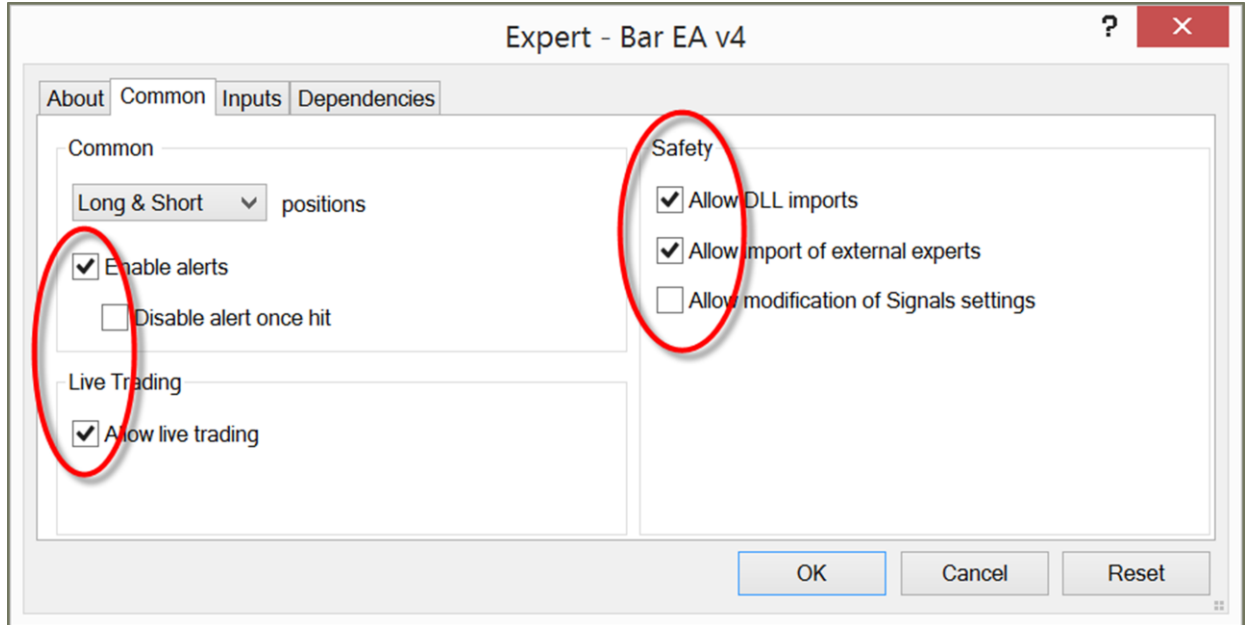 Expert - Bar EA v4
?
About Common Inputs Dependencies
Common
Long & Short positions
Enable alerts
Disable alert once hit
Live Trading
Allow live trading
Safety
Allow DLL imports
Allow import of external experts
Allow modification of Signals settings
OK Cancel Reset